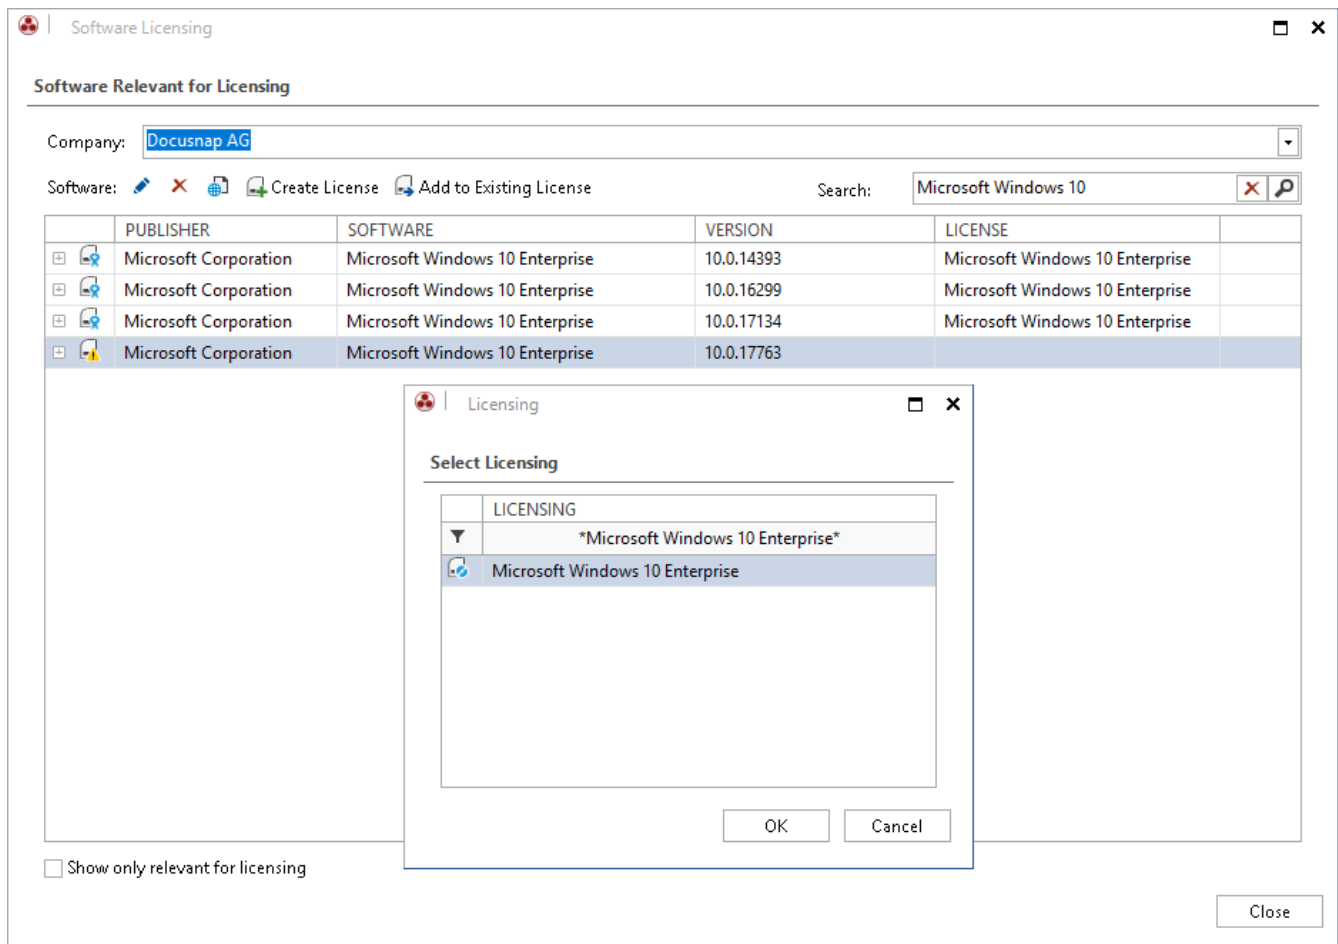 Software Licensing
Software Relevant for Licensing
Company: Docusnap AG
Software: Create License Add to Existing License Search: Microsoft Windows 10
PUBLISHER SOFTWARE VERSION LICENSE
Microsoft Corporation Microsoft Windows 10 Enterprise 10.0.14393 Microsoft Windows 10 Enterprise
Microsoft Corporation Microsoft Windows 10 Enterprise 10.0.16299 Microsoft Windows 10 Enterprise
Microsoft Corporation Microsoft Windows 10 Enterprise 10.0.17134 Microsoft Windows 10 Enterprise
Microsoft Corporation Microsoft Windows 10 Enterprise 10.0.17763
Licensing
Select Licensing
LICENSING
*Microsoft Windows 10 Enterprise*
Microsoft Windows 10 Enterprise
OK Cancel
Show only relevant for licensing
Close